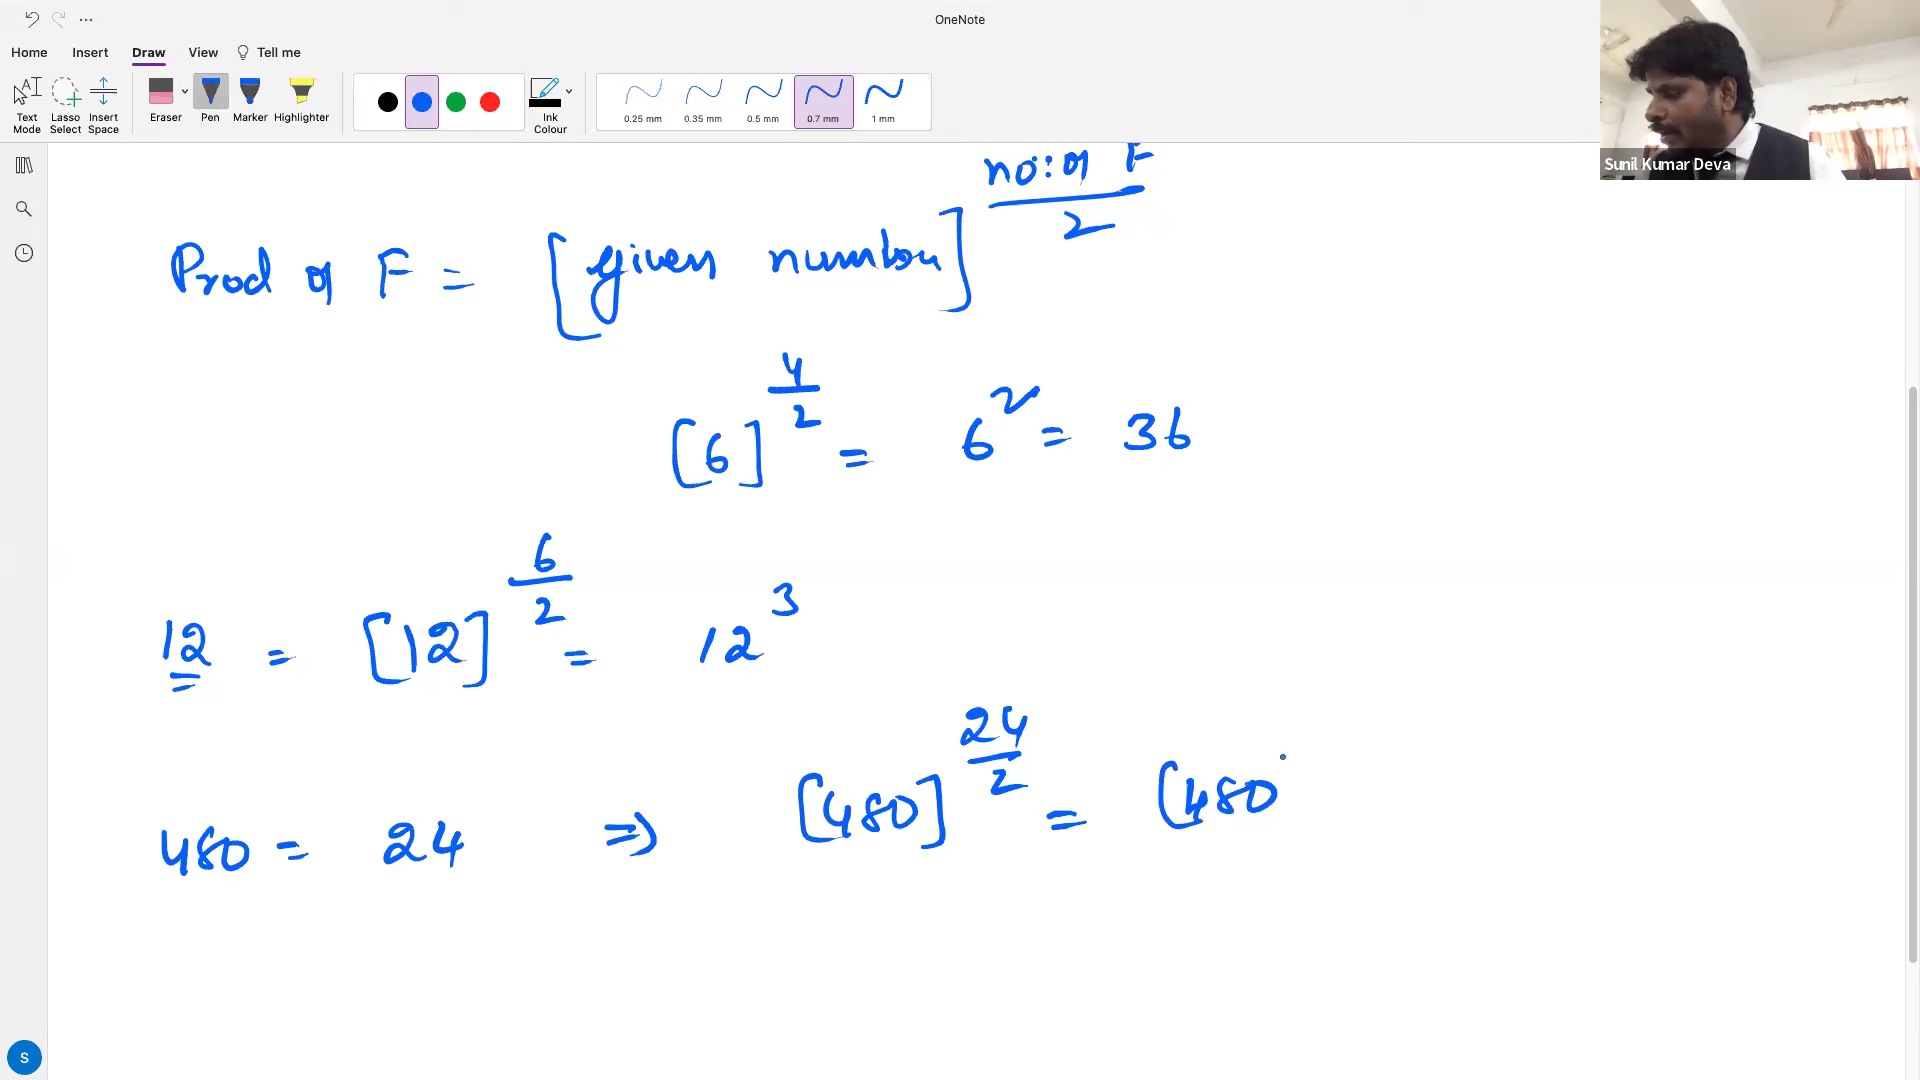 OneNote
Home Insert Draw View Tell me
Text Mode
Lasso Select
Insert Space
Eraser
Pen
Marker
Highlighter
Ink Colour
0.25 mm
0.35 mm
0.5 mm
0.7 mm
1 mm
Sunil Kumar Deva
Prod of F = [given number]^(no: of F / 2)
[6]^(4/2) = 6^2 = 36
12 = [12]^(6/2) = 12^3
480 = 24 ⇒ [480]^(24/2) = [480
S